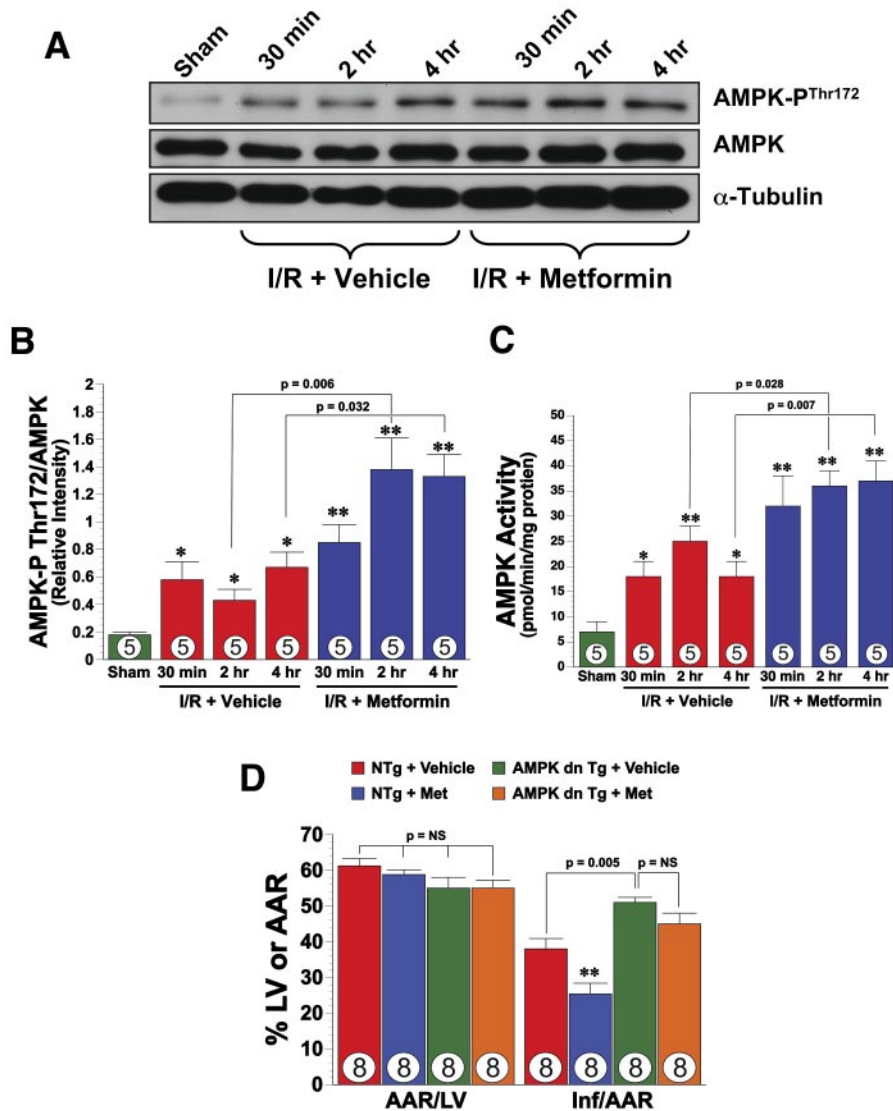 A
Sham
30 min
2 hr
4 hr
30 min
2 hr
4 hr
AMPK-PThr172
AMPK
α-Tubulin
I/R + Vehicle
I/R + Metformin
B
AMPK-P Thr172/AMPK
(Relative Intensity)
2
1.8
1.6
1.4
1.2
1
0.8
0.6
0.4
0.2
0
p = 0.006
p = 0.032
*
*
*
**
**
**
5
5
5
5
5
5
5
Sham
30 min
2 hr
4 hr
30 min
2 hr
4 hr
I/R + Vehicle
I/R + Metformin
C
AMPK Activity
(pmol/min/mg protien)
50
45
40
35
30
25
20
15
10
5
0
p = 0.028
p = 0.007
*
**
*
**
**
**
5
5
5
5
5
5
5
Sham
30 min
2 hr
4 hr
30 min
2 hr
4 hr
I/R + Vehicle
I/R + Metformin
D
NTg + Vehicle
AMPK dn Tg + Vehicle
NTg + Met
AMPK dn Tg + Met
% LV or AAR
70
60
50
40
30
20
10
0
p = NS
p = 0.005
p = NS
**
8
8
8
8
8
8
8
8
AAR/LV
Inf/AAR